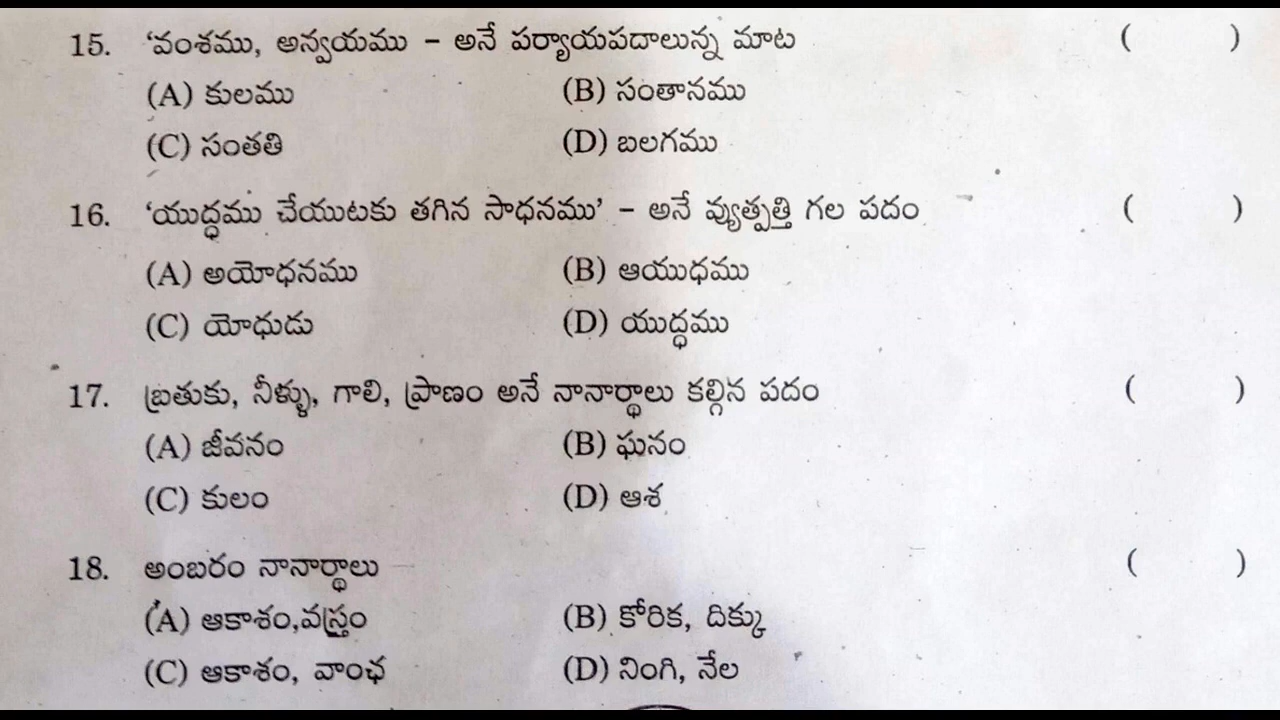 15. ‘వంశము, అన్వయము – అనే పర్యాయపదాలున్న మాట ( )
(A) కులము (B) సంతానము
(C) సంతతి (D) బలగము
16. ‘యుద్ధము చేయుటకు తగిన సాధనము’ – అనే వ్యుత్పత్తి గల పదం ( )
(A) అయోధనము (B) ఆయుధము
(C) యోధుడు (D) యుద్ధము
17. బ్రతుకు, నీళ్ళు, గాలి, ప్రాణం అనే నానార్థాలు కల్గిన పదం ( )
(A) జీవనం (B) ఘనం
(C) కులం (D) ఆశ
18. అంబరం నానార్థాలు ( )
(A) ఆకాశం,వస్త్రం (B) కోరిక, దిక్కు
(C) ఆకాశం, వాంఛ (D) నింగి, నేల